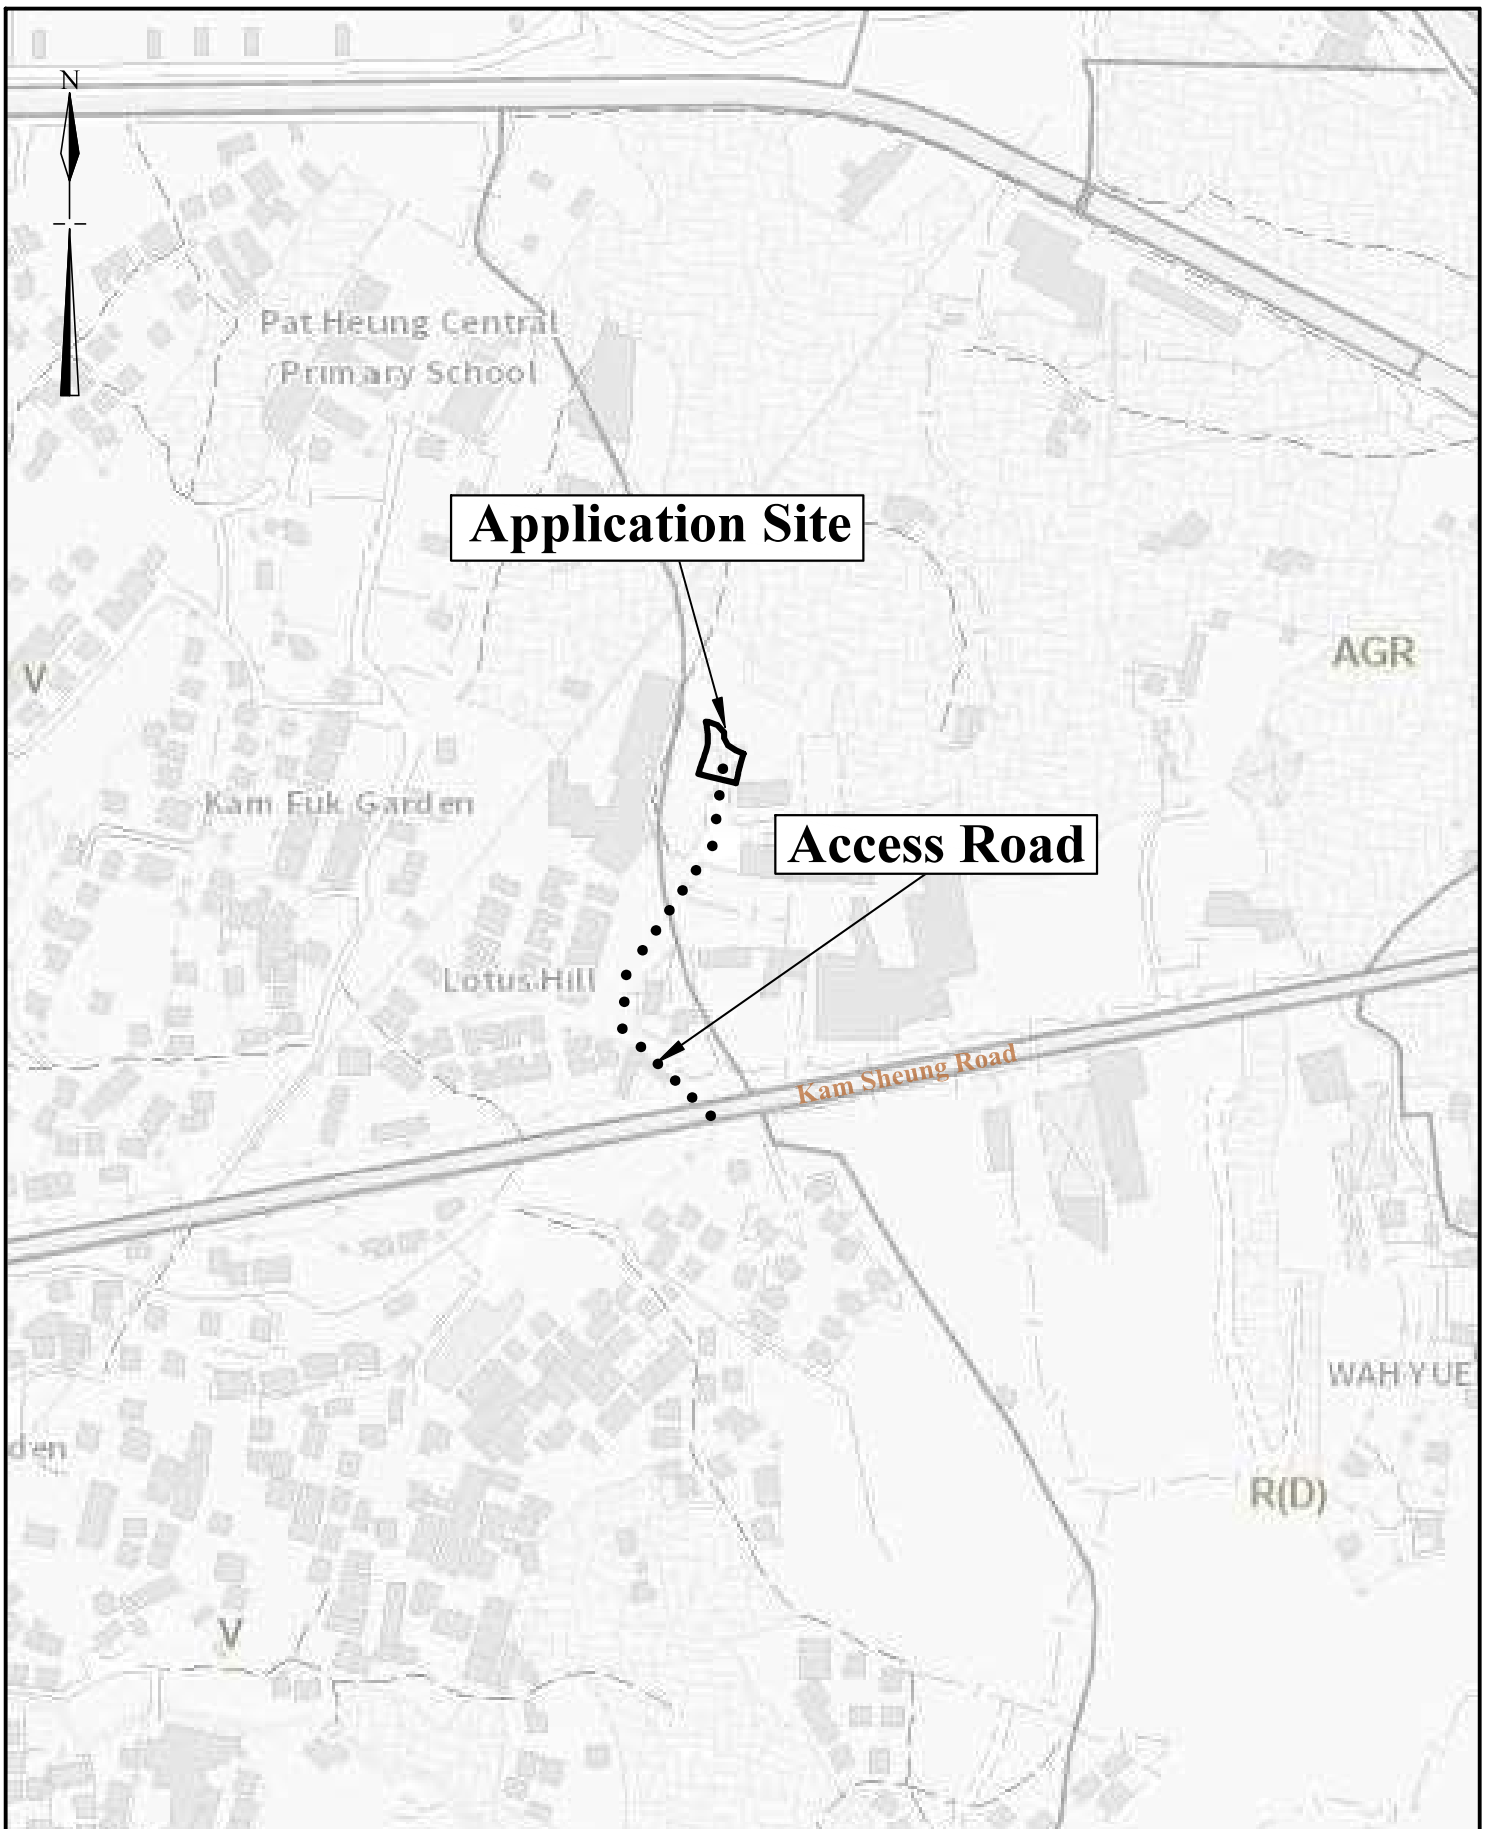 N
Pat Heung Central
Primary School
Application Site
AGR
V
Kam Fuk Garden
Access Road
Lotus Hill
Kam Sheung Road
WAH YUE
den
R(D)
V